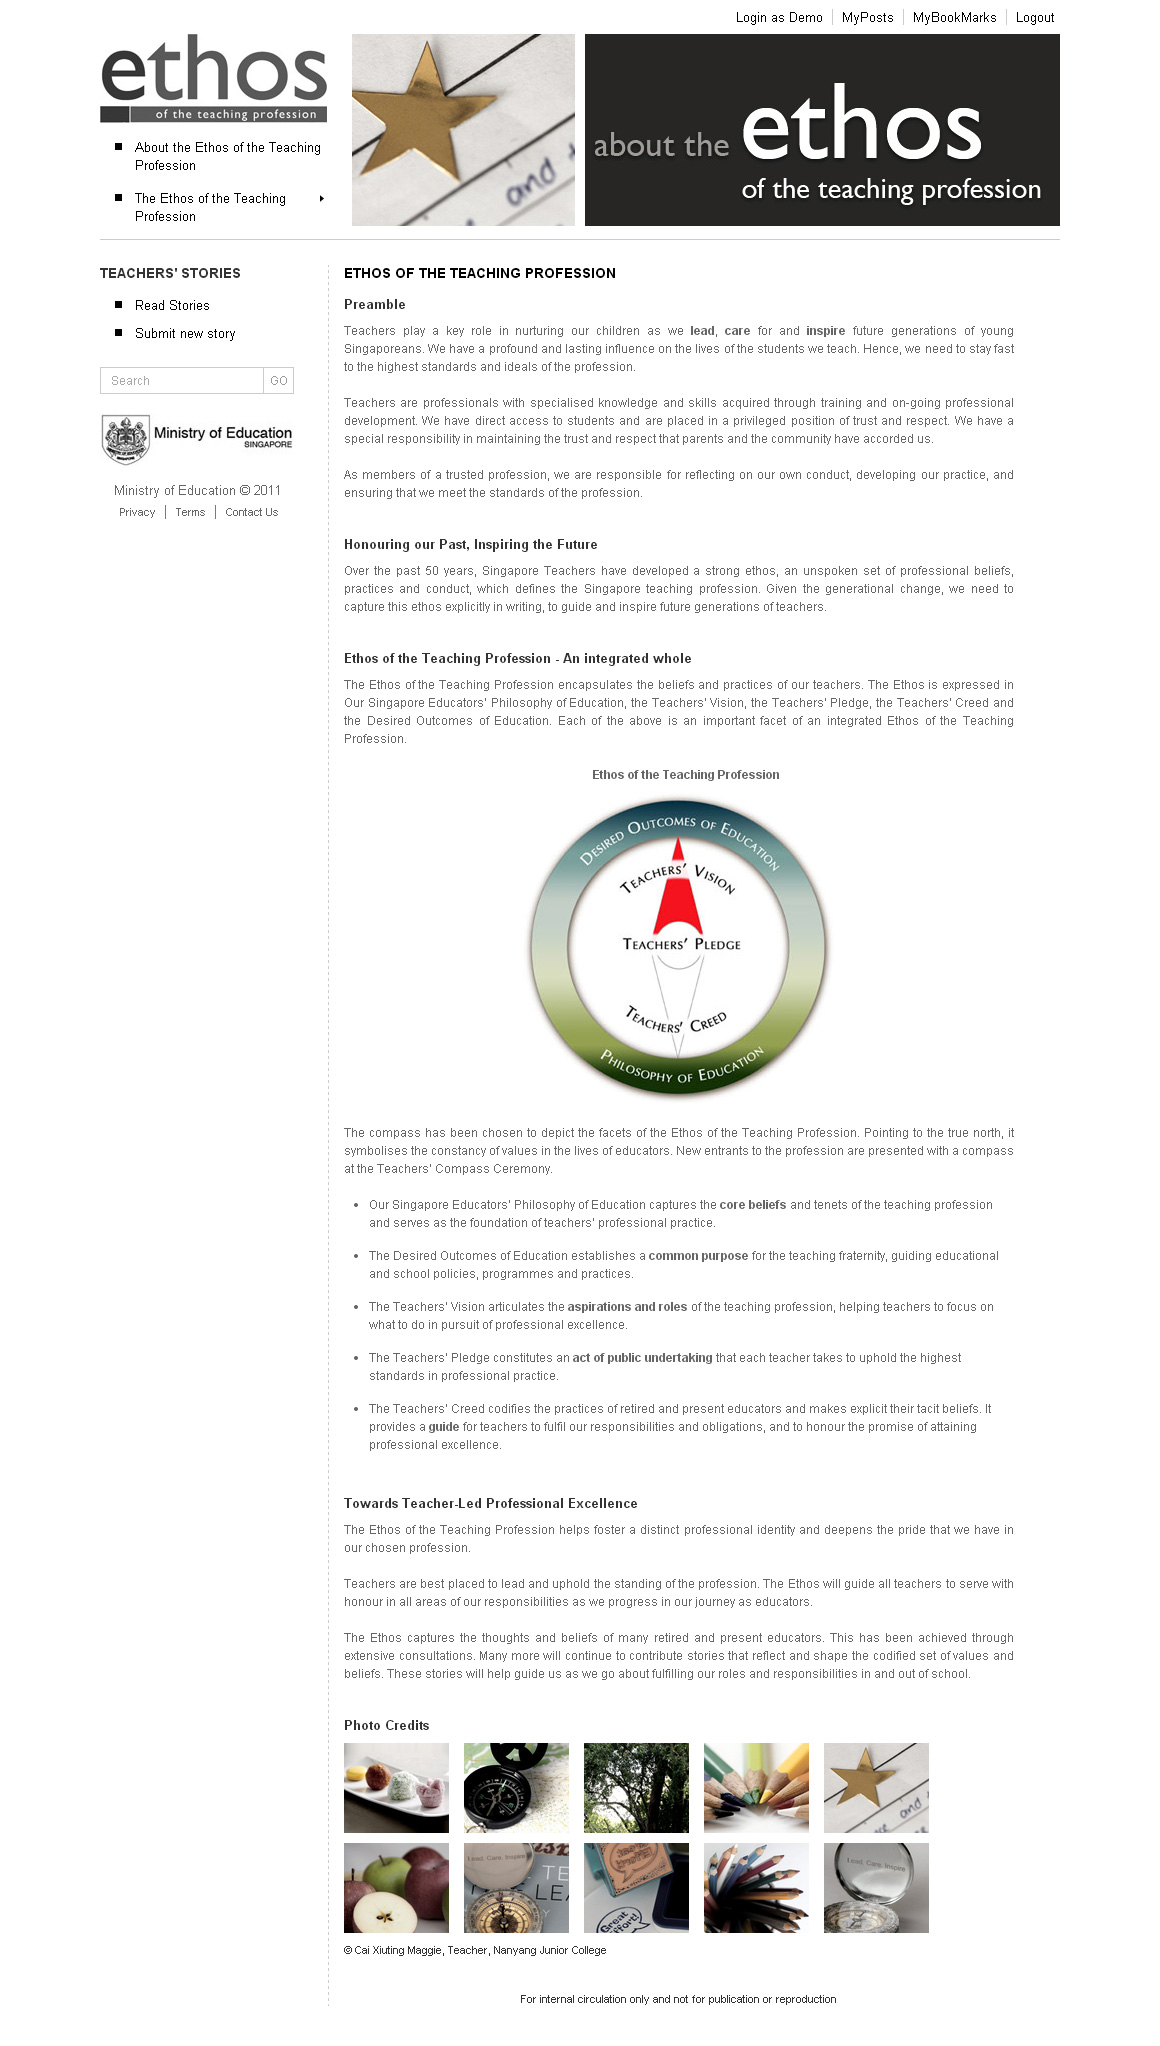 Login as Demo
MyPosts
MyBookMarks
Logout
ethos
of the teaching profession
About the Ethos of the Teaching
Profession
The Ethos of the Teaching
Profession
and
about the ethos
of the teaching profession
TEACHERS' STORIES
Read Stories
Submit new story
Search
GO
Ministry of Education
SINGAPORE
Ministry of Education © 2011
Privacy
Terms
Contact Us
ETHOS OF THE TEACHING PROFESSION
Preamble
Teachers play a key role in nurturing our children as we lead, care for and inspire future generations of young
Singaporeans. We have a profound and lasting influence on the lives of the students we teach. Hence, we need to stay fast
to the highest standards and ideals of the profession.
Teachers are professionals with specialised knowledge and skills acquired through training and on-going professional
development. We have direct access to students and are placed in a privileged position of trust and respect. We have a
special responsibility in maintaining the trust and respect that parents and the community have accorded us.
As members of a trusted profession, we are responsible for reflecting on our own conduct, developing our practice, and
ensuring that we meet the standards of the profession.
Honouring our Past, Inspiring the Future
Over the past 50 years, Singapore Teachers have developed a strong ethos, an unspoken set of professional beliefs,
practices and conduct, which defines the Singapore teaching profession. Given the generational change, we need to
capture this ethos explicitly in writing, to guide and inspire future generations of teachers.
Ethos of the Teaching Profession - An integrated whole
The Ethos of the Teaching Profession encapsulates the beliefs and practices of our teachers. The Ethos is expressed in
Our Singapore Educators' Philosophy of Education, the Teachers' Vision, the Teachers' Pledge, the Teachers' Creed and
the Desired Outcomes of Education. Each of the above is an important facet of an integrated Ethos of the Teaching
Profession.
Ethos of the Teaching Profession
DESIRED OUTCOMES OF EDUCATION
TEACHERS' VISION
TEACHERS' PLEDGE
TEACHERS' CREED
PHILOSOPHY OF EDUCATION
The compass has been chosen to depict the facets of the Ethos of the Teaching Profession. Pointing to the true north, it
symbolises the constancy of values in the lives of educators. New entrants to the profession are presented with a compass
at the Teachers' Compass Ceremony.
Our Singapore Educators' Philosophy of Education captures the core beliefs and tenets of the teaching profession
and serves as the foundation of teachers' professional practice.
The Desired Outcomes of Education establishes a common purpose for the teaching fraternity, guiding educational
and school policies, programmes and practices.
The Teachers' Vision articulates the aspirations and roles of the teaching profession, helping teachers to focus on
what to do in pursuit of professional excellence.
The Teachers' Pledge constitutes an act of public undertaking that each teacher takes to uphold the highest
standards in professional practice.
The Teachers' Creed codifies the practices of retired and present educators and makes explicit their tacit beliefs. It
provides a guide for teachers to fulfil our responsibilities and obligations, and to honour the promise of attaining
professional excellence.
Towards Teacher-Led Professional Excellence
The Ethos of the Teaching Profession helps foster a distinct professional identity and deepens the pride that we have in
our chosen profession.
Teachers are best placed to lead and uphold the standing of the profession. The Ethos will guide all teachers to serve with
honour in all areas of our responsibilities as we progress in our journey as educators.
The Ethos captures the thoughts and beliefs of many retired and present educators. This has been achieved through
extensive consultations. Many more will continue to contribute stories that reflect and shape the codified set of values and
beliefs. These stories will help guide us as we go about fulfilling our roles and responsibilities in and out of school.
Photo Credits
and
Lead. Care. Inspire
TE
LEA
Great
Effort!
Lead, Care, Inspire
© Cai Xiuting Maggie, Teacher, Nanyang Junior College
For internal circulation only and not for publication or reproduction